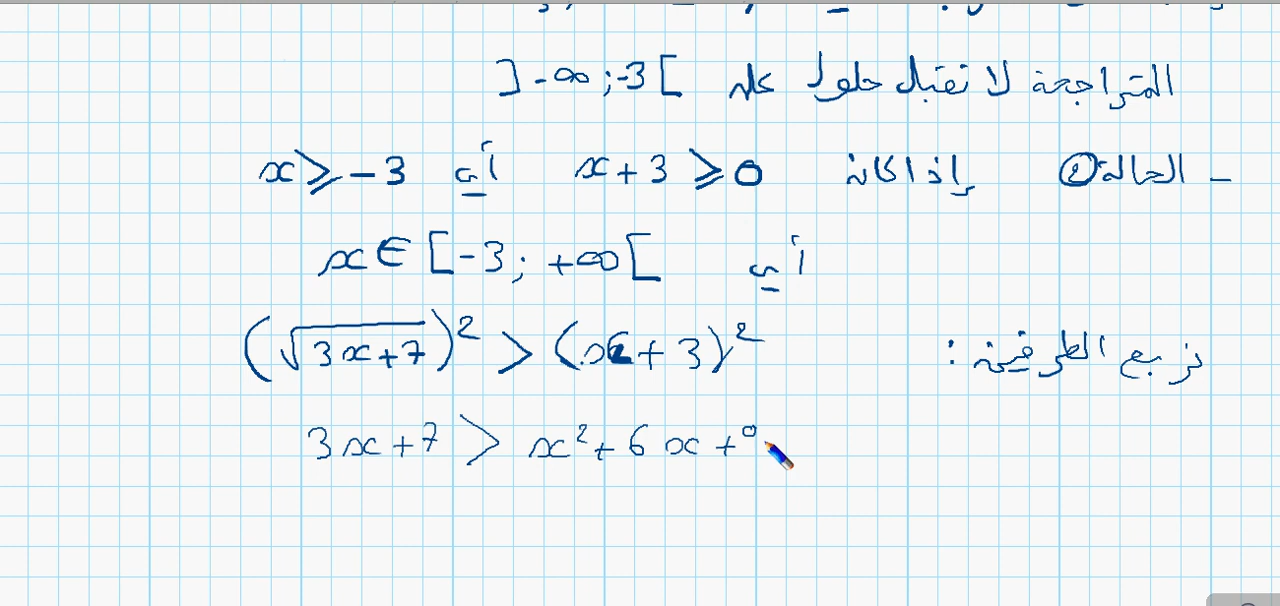 المتراجحة لا تقبل حلول على ]-∞;-3[
- الحالة② إذا كان x+3 ⩾ 0 أي x ⩾ -3
أي x ∈ [-3; +∞[
نربع الطرفين : (√(3x+7))² > (x+3)²
3x+7 > x²+6x+